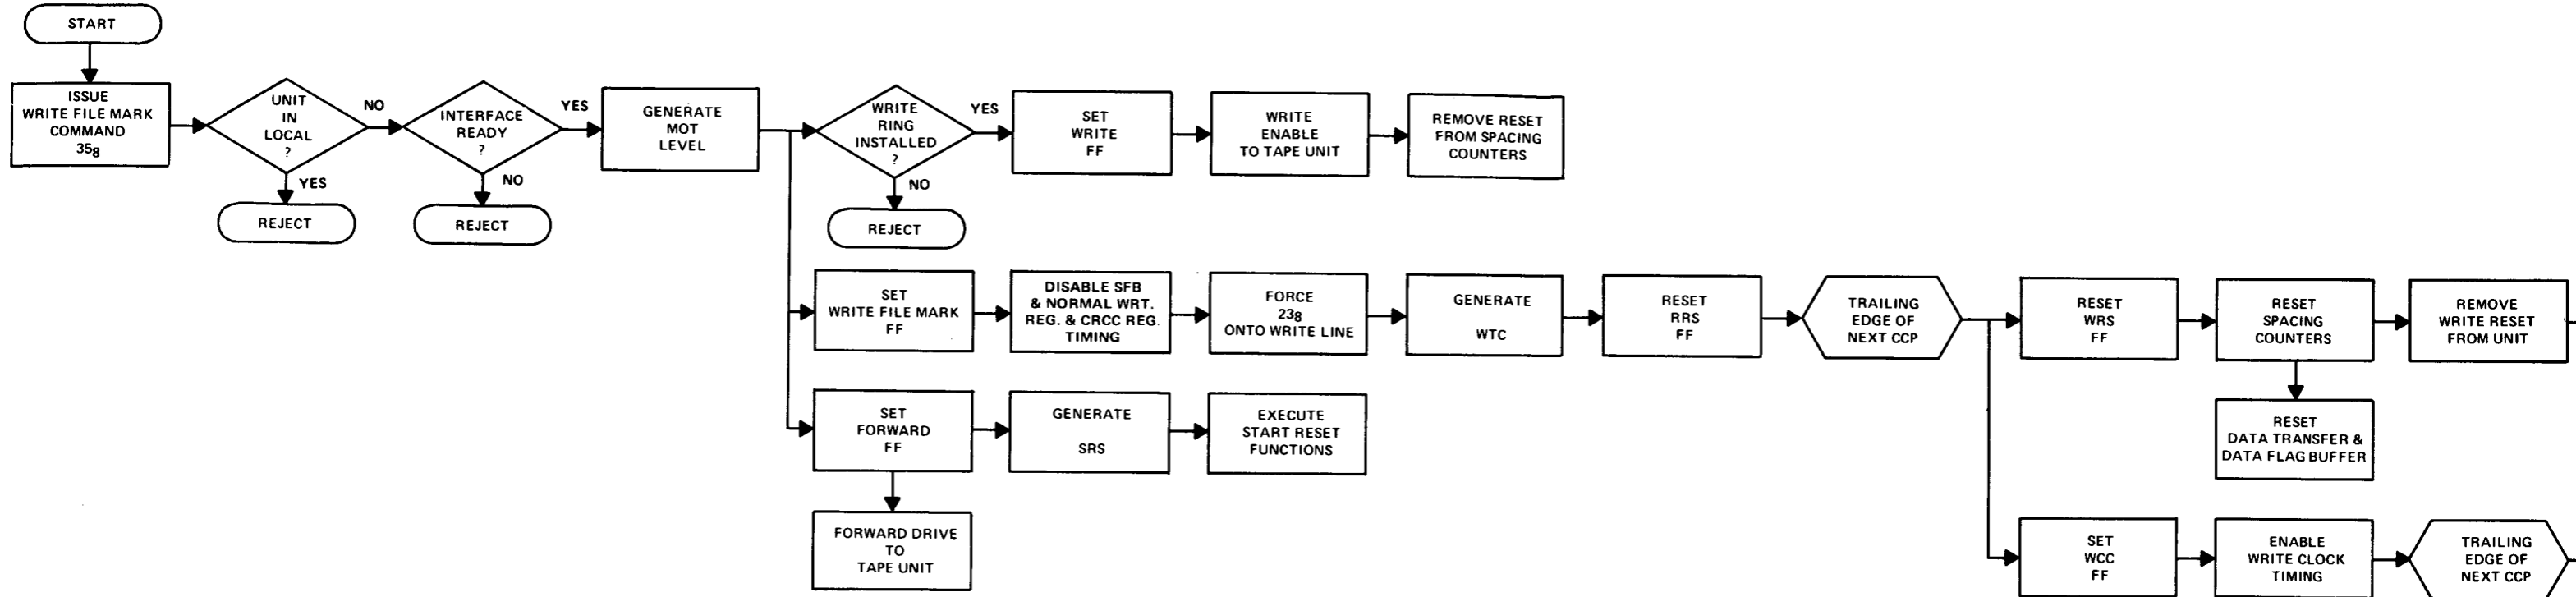 START
ISSUE
WRITE FILE MARK
COMMAND
35₈
UNIT
IN
LOCAL
?
NO
YES
REJECT
INTERFACE
READY
?
YES
NO
REJECT
GENERATE
MOT
LEVEL
WRITE
RING
INSTALLED
?
YES
NO
REJECT
SET
WRITE
FF
WRITE
ENABLE
TO TAPE UNIT
REMOVE RESET
FROM SPACING
COUNTERS
SET
WRITE FILE MARK
FF
DISABLE SFB
& NORMAL WRT.
REG. & CRCC REG.
TIMING
FORCE
23₈
ONTO WRITE LINE
GENERATE
WTC
RESET
RRS
FF
TRAILING
EDGE OF
NEXT CCP
RESET
WRS
FF
RESET
SPACING
COUNTERS
REMOVE
WRITE RESET
FROM UNIT
RESET
DATA TRANSFER &
DATA FLAG BUFFER
SET
FORWARD
FF
GENERATE
SRS
EXECUTE
START RESET
FUNCTIONS
FORWARD DRIVE
TO
TAPE UNIT
SET
WCC
FF
ENABLE
WRITE CLOCK
TIMING
TRAILING
EDGE OF
NEXT CCP